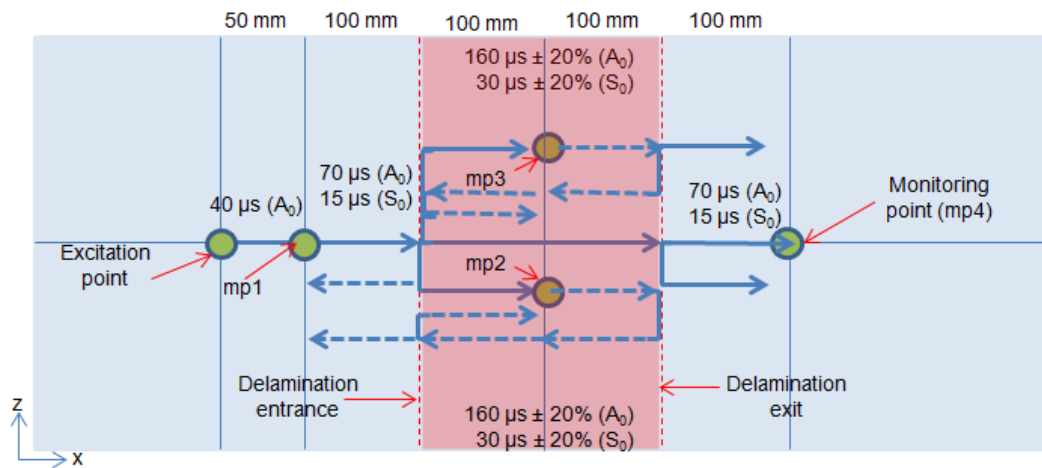 50 mm
100 mm
100 mm
100 mm
100 mm
160 µs ± 20% (A₀)
30 µs ± 20% (S₀)
mp3
70 µs (A₀)
15 µs (S₀)
40 µs (A₀)
70 µs (A₀)
15 µs (S₀)
Monitoring
point (mp4)
Excitation
point
mp1
mp2
Delamination
entrance
Delamination
exit
160 µs ± 20% (A₀)
30 µs ± 20% (S₀)
z
x